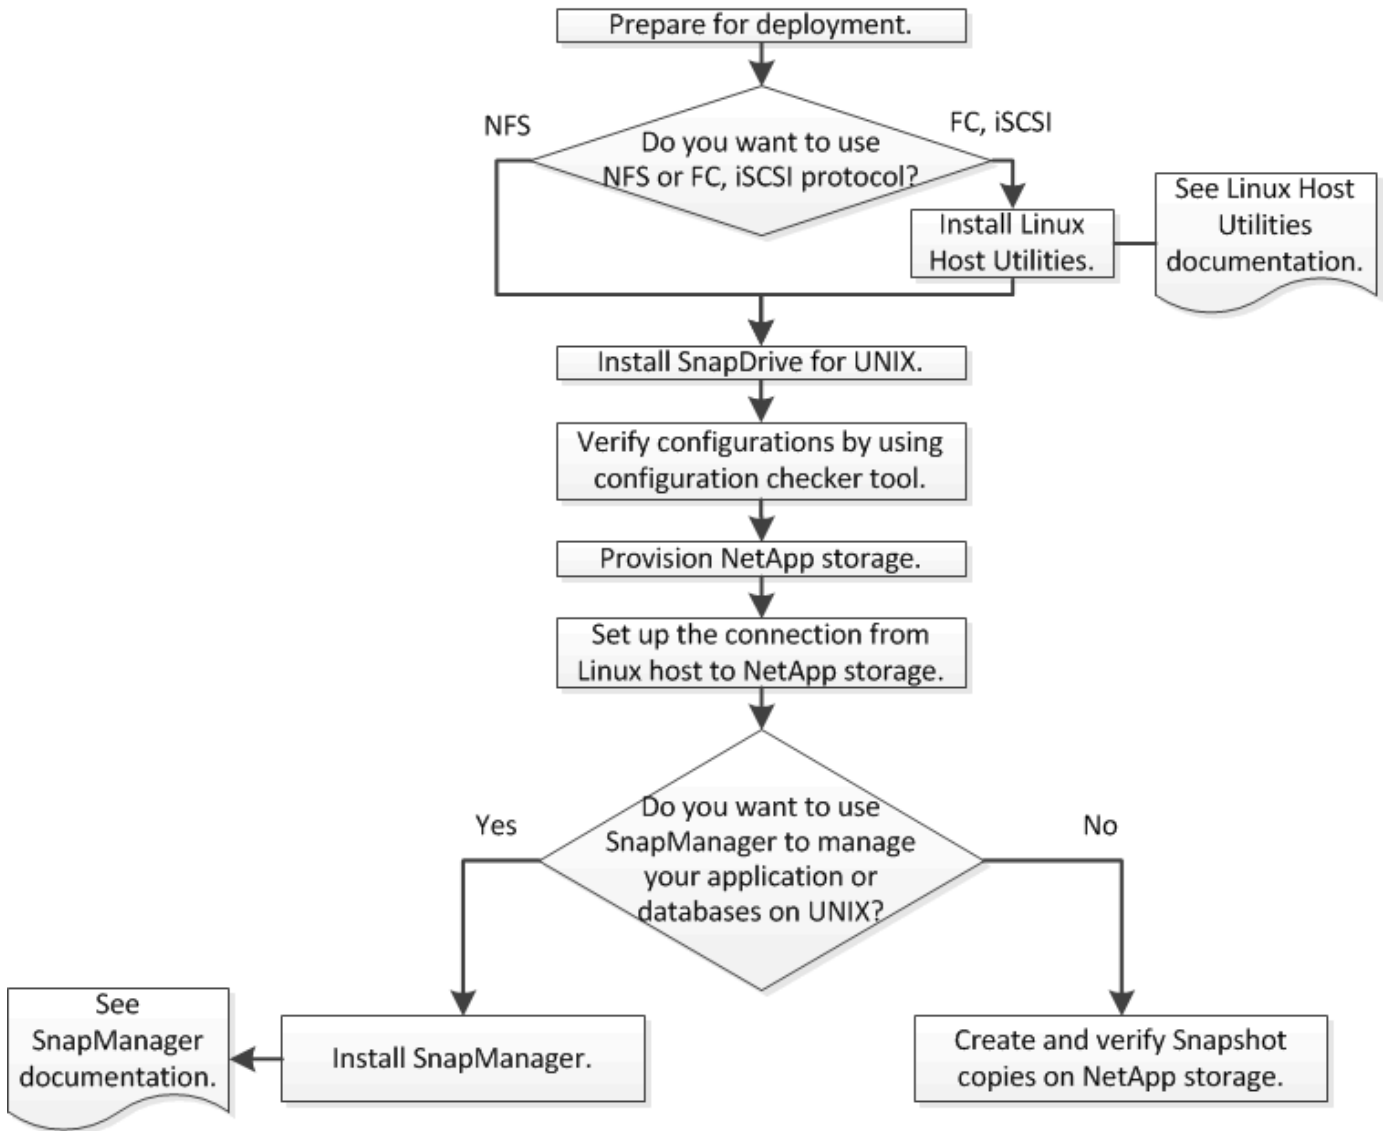 Prepare for deployment.
NFS
FC, iSCSI
Do you want to use
NFS or FC, iSCSI protocol?
Install Linux
Host Utilities.
See Linux Host
Utilities
documentation.
Install SnapDrive for UNIX.
Verify configurations by using
configuration checker tool.
Provision NetApp storage.
Set up the connection from
Linux host to NetApp storage.
Do you want to use
SnapManager to manage
your application or
databases on UNIX?
Yes
No
See
SnapManager
documentation.
Install SnapManager.
Create and verify Snapshot
copies on NetApp storage.